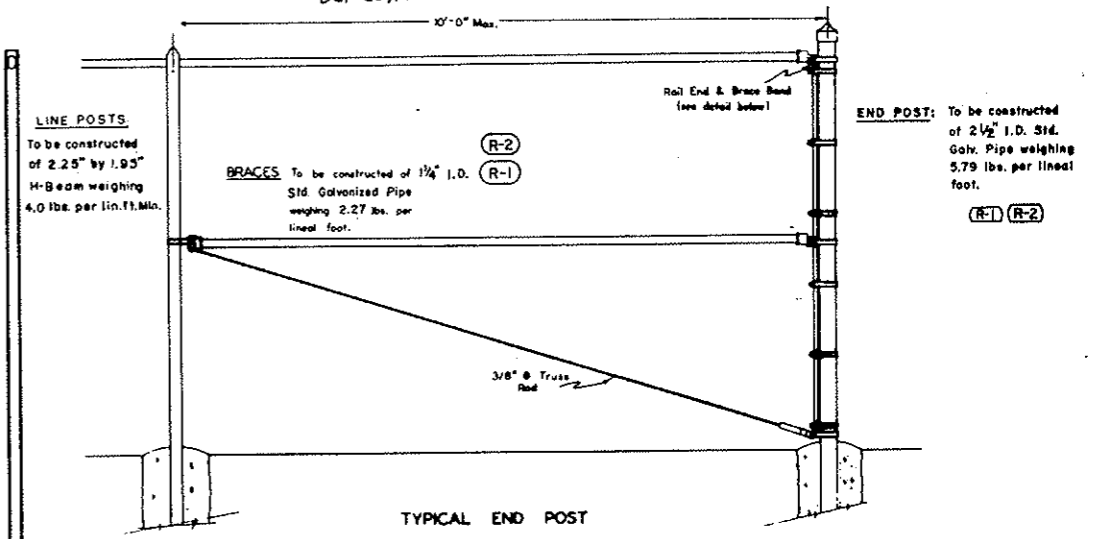 10'-0" Max.
Rail End & Brace Band
(see detail below)
LINE POSTS
To be constructed
of 2.25" by 1.95"
H-Beam weighing
4.0 lbs. per lin.ft.Min.
R-2
BRACES To be constructed of 1¼" I.D. R-1
Std. Galvanized Pipe
weighing 2.27 lbs. per
lineal foot.
END POST: To be constructed
of 2½" I.D. Std.
Galv. Pipe weighing
5.79 lbs. per lineal
foot.
R-1 R-2
3/8" Ø Truss
Rod
TYPICAL END POST